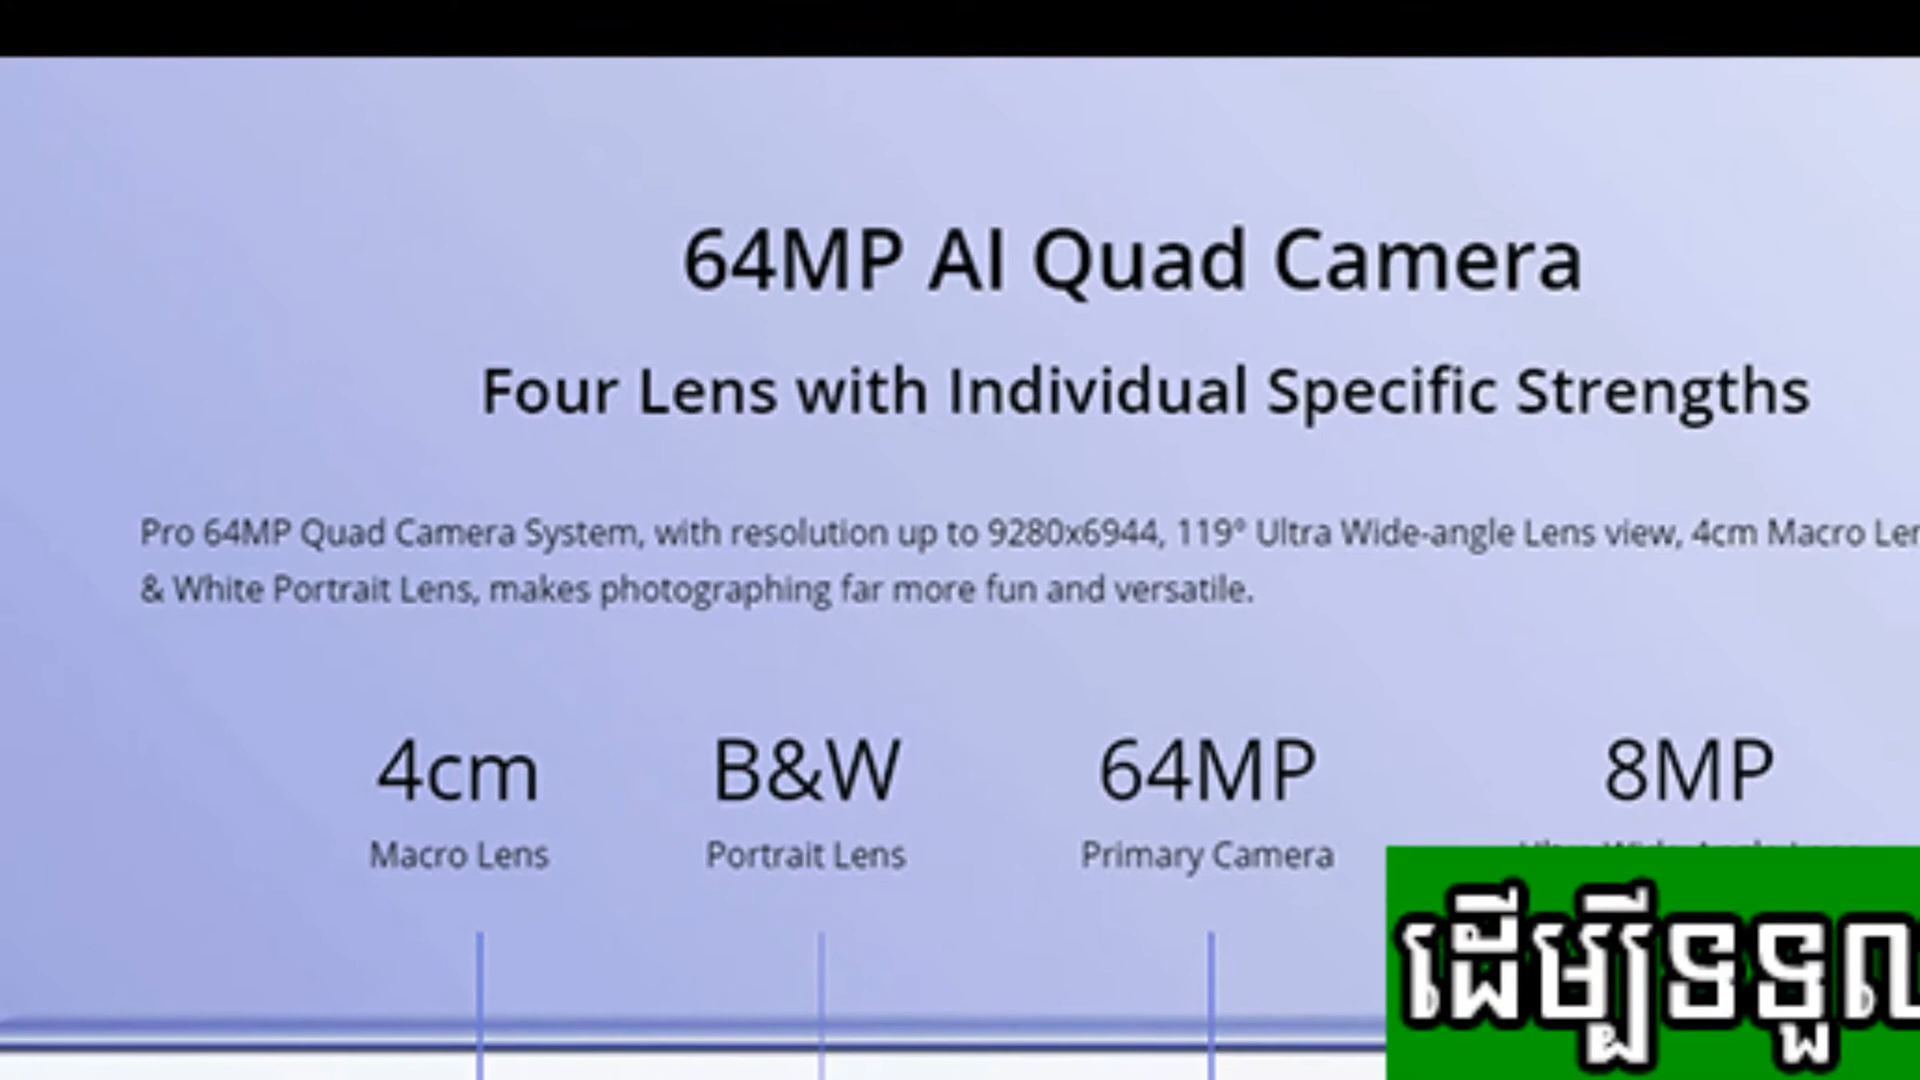 64MP AI Quad Camera
Four Lens with Individual Specific Strengths
Pro 64MP Quad Camera System, with resolution up to 9280x6944, 119° Ultra Wide-angle Lens view, 4cm Macro
& White Portrait Lens, makes photographing far more fun and versatile.
4cm B&W 64MP 8MP
Macro Lens Portrait Lens Primary Camera
ដើម្បីទទួល